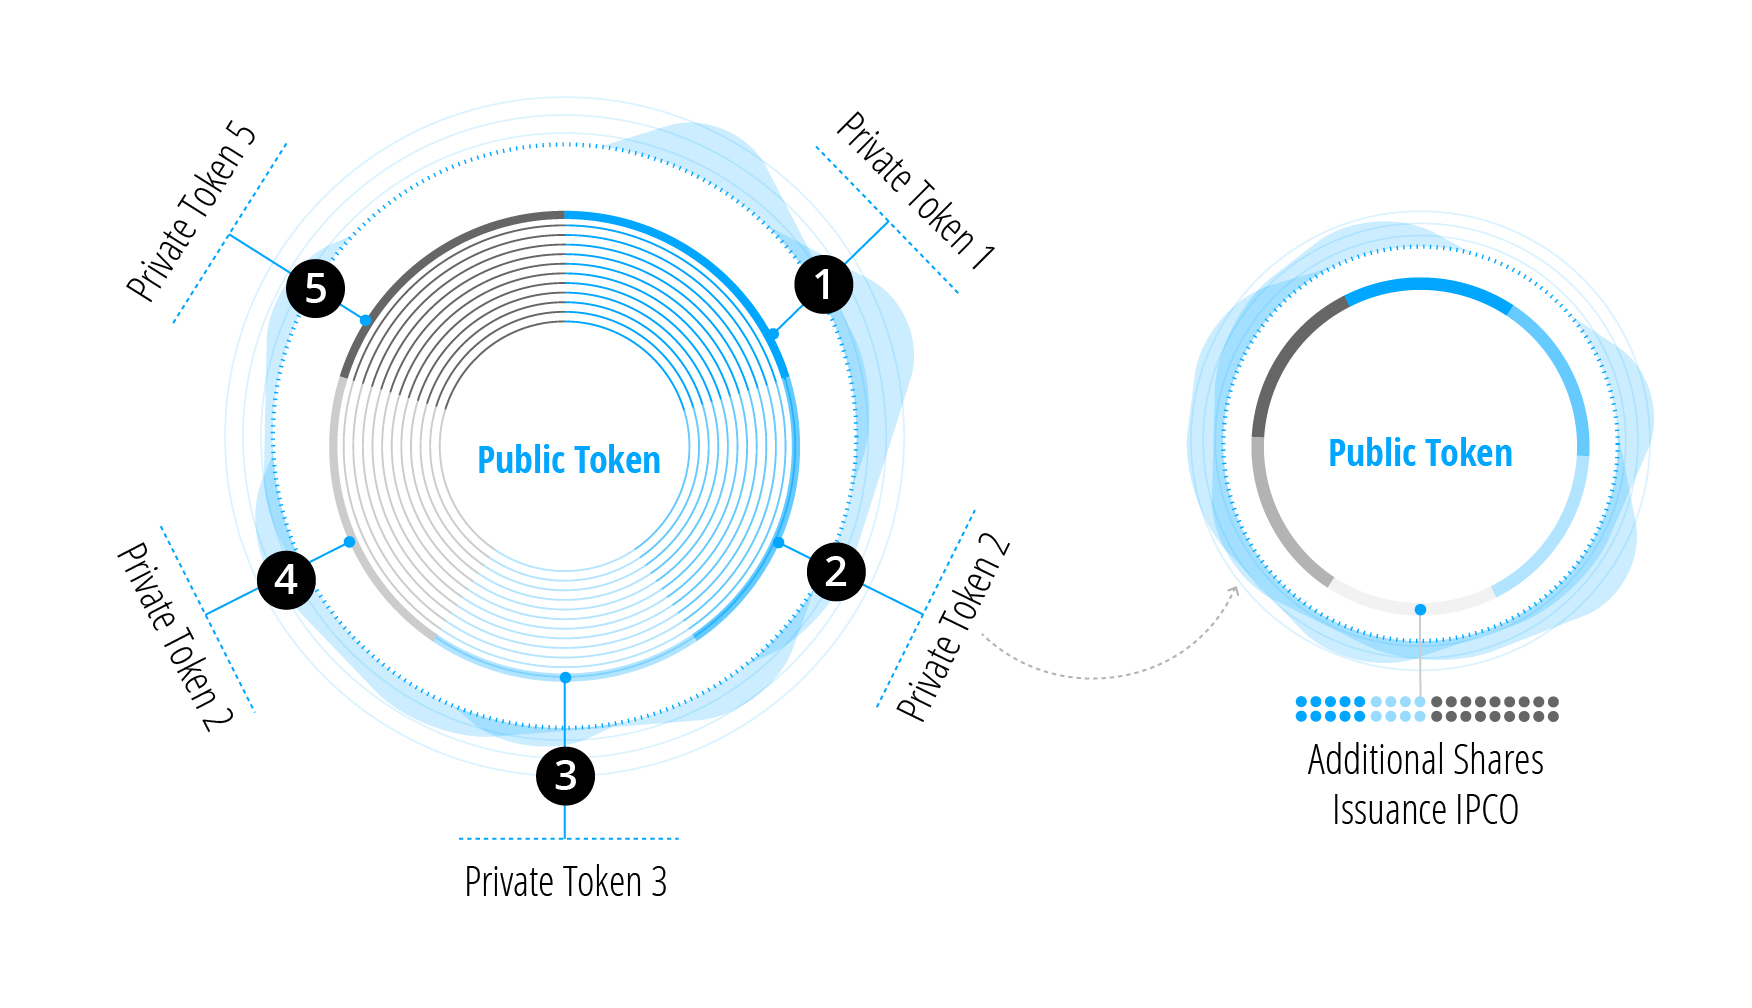 Private Token 5
5
Private Token 1
1
Public Token
Private Token 2
4
Private Token 2
2
3
Private Token 3
Public Token
Additional Shares
Issuance IPCO